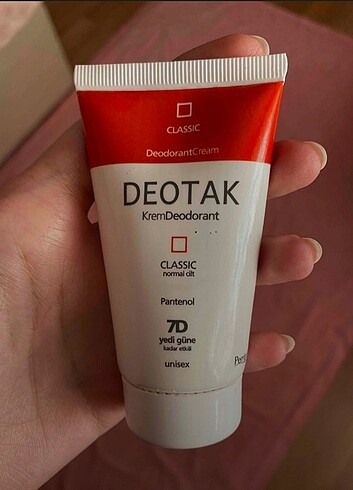 CLASSIC
DeodorantCream
DEOTAK
KremDeodorant
CLASSIC
normal cilt
Pantenol
7D
yedi güne
kadar etkili
unisex